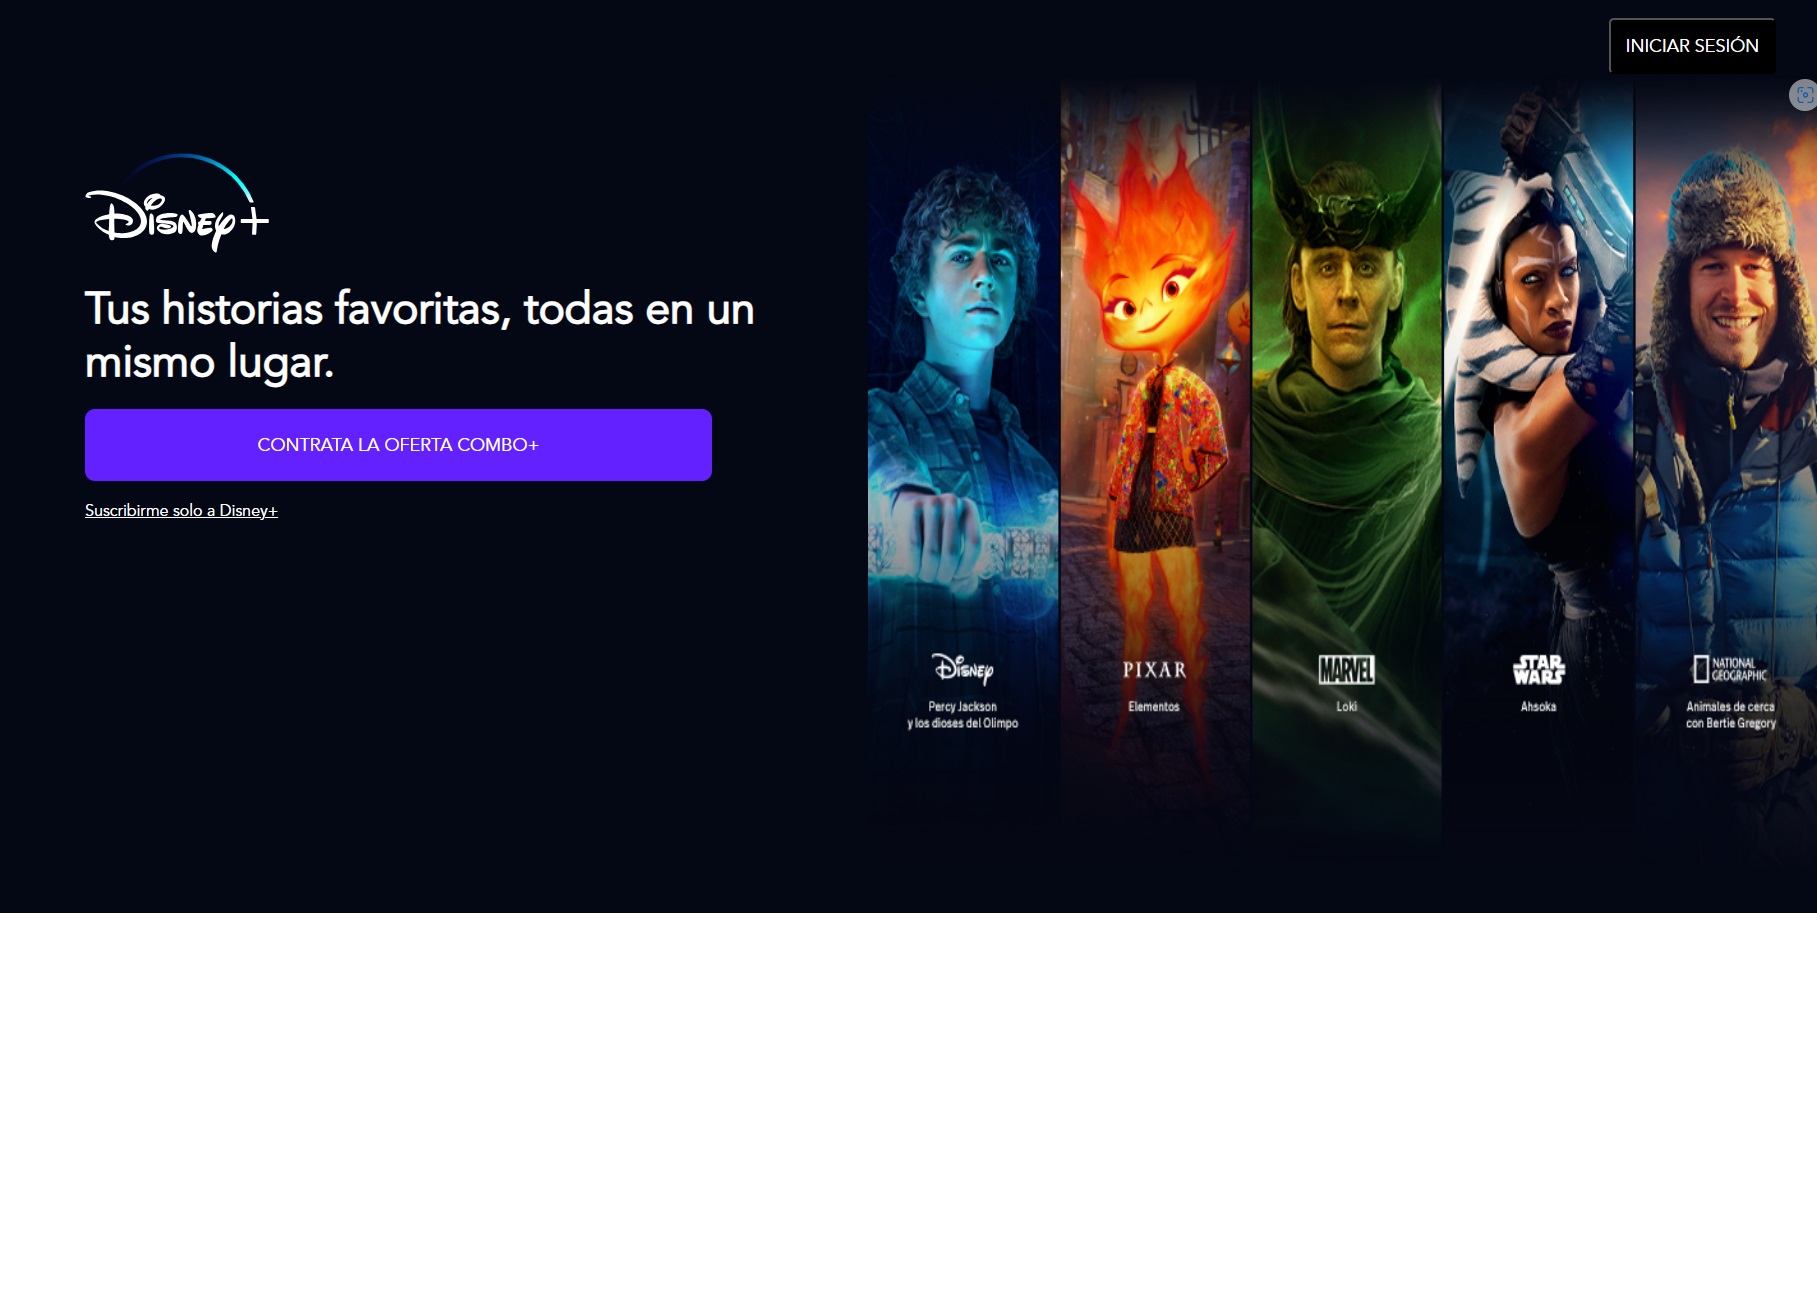 INICIAR SESIÓN
Disney+
Tus historias favoritas, todas en un
mismo lugar.
CONTRATA LA OFERTA COMBO+
Suscribirme solo a Disney+
Disney
Percy Jackson
y los dioses del Olimpo
PIXAR
Elementos
MARVEL
Loki
STAR
WARS
Ahsoka
NATIONAL
GEOGRAPHIC
Animales de cerca
con Bertie Gregory